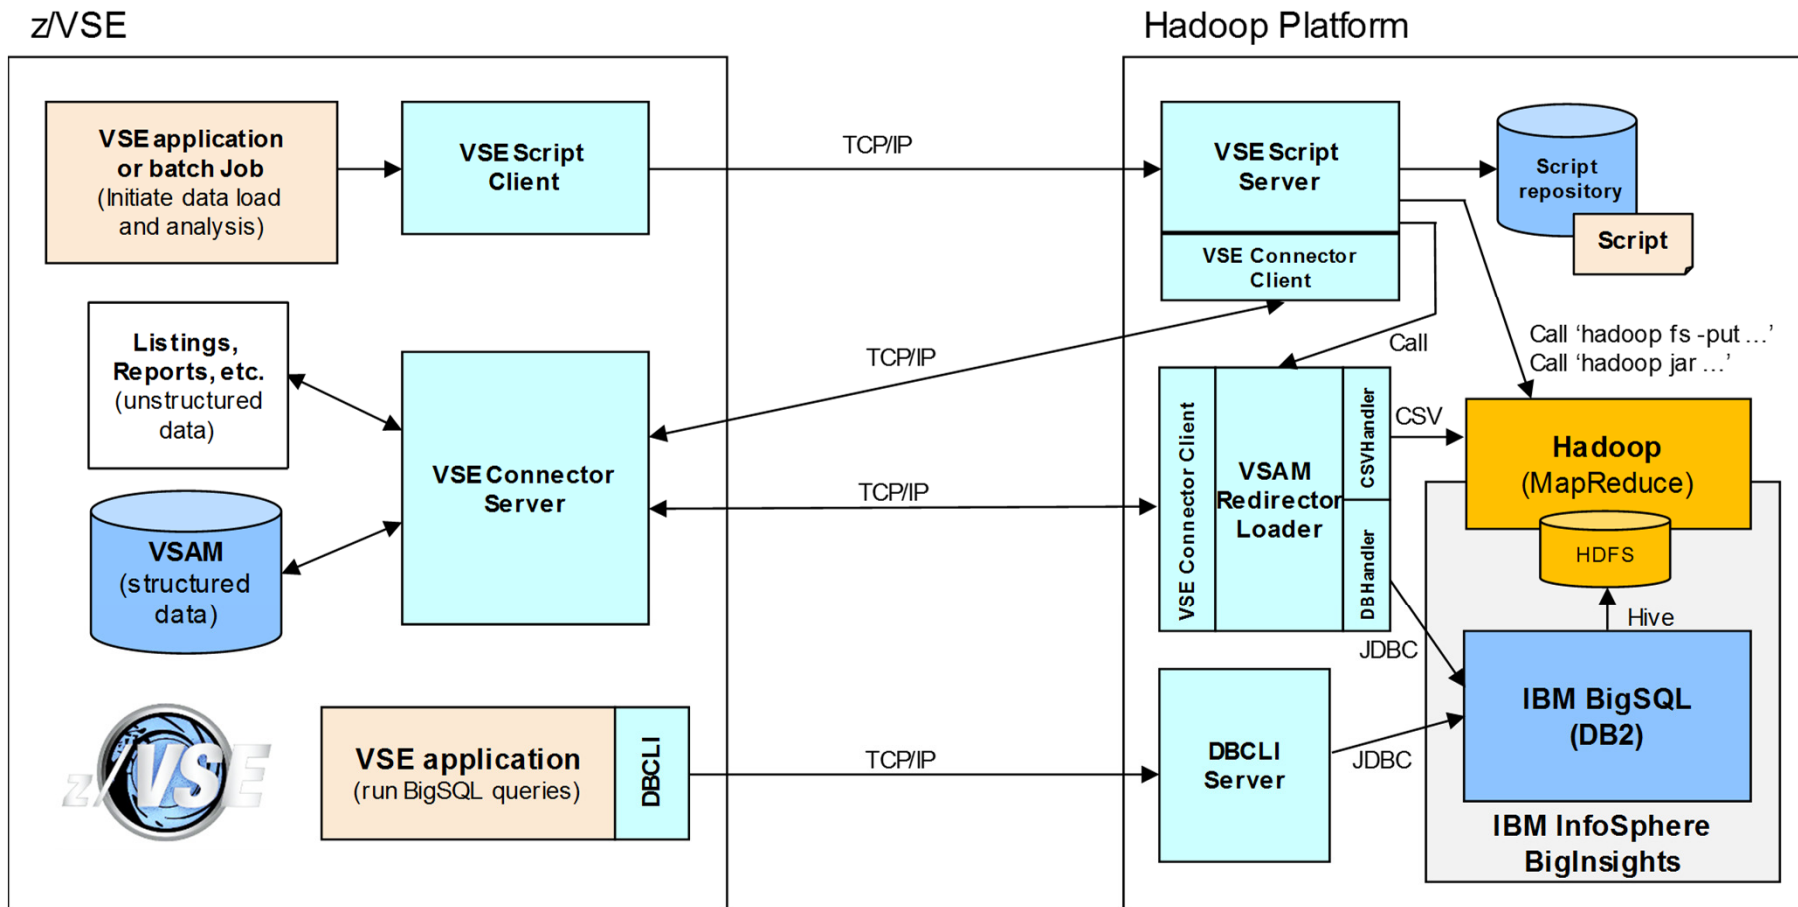 z/VSE
Hadoop Platform
VSE application
or batch Job
(Initiate data load
and analysis)
VSE Script
Client
TCP/IP
VSE Script
Server
VSE Connector
Client
Script
repository
Script
Listings,
Reports, etc.
(unstructured
data)
TCP/IP
Call
Call ‘hadoop fs -put ...’
Call ‘hadoop jar ...’
VSE Connector
Server
VSAM
(structured
data)
TCP/IP
VSE Connector Client
VSAM
Redirector
Loader
CSVHandler
DBHandler
CSV
Hadoop
(MapReduce)
HDFS
Hive
JDBC
IBM BigSQL
(DB2)
IBM InfoSphere
BigInsights
z/VSE
VSE application
(run BigSQL queries)
DBCLI
TCP/IP
DBCLI
Server
JDBC